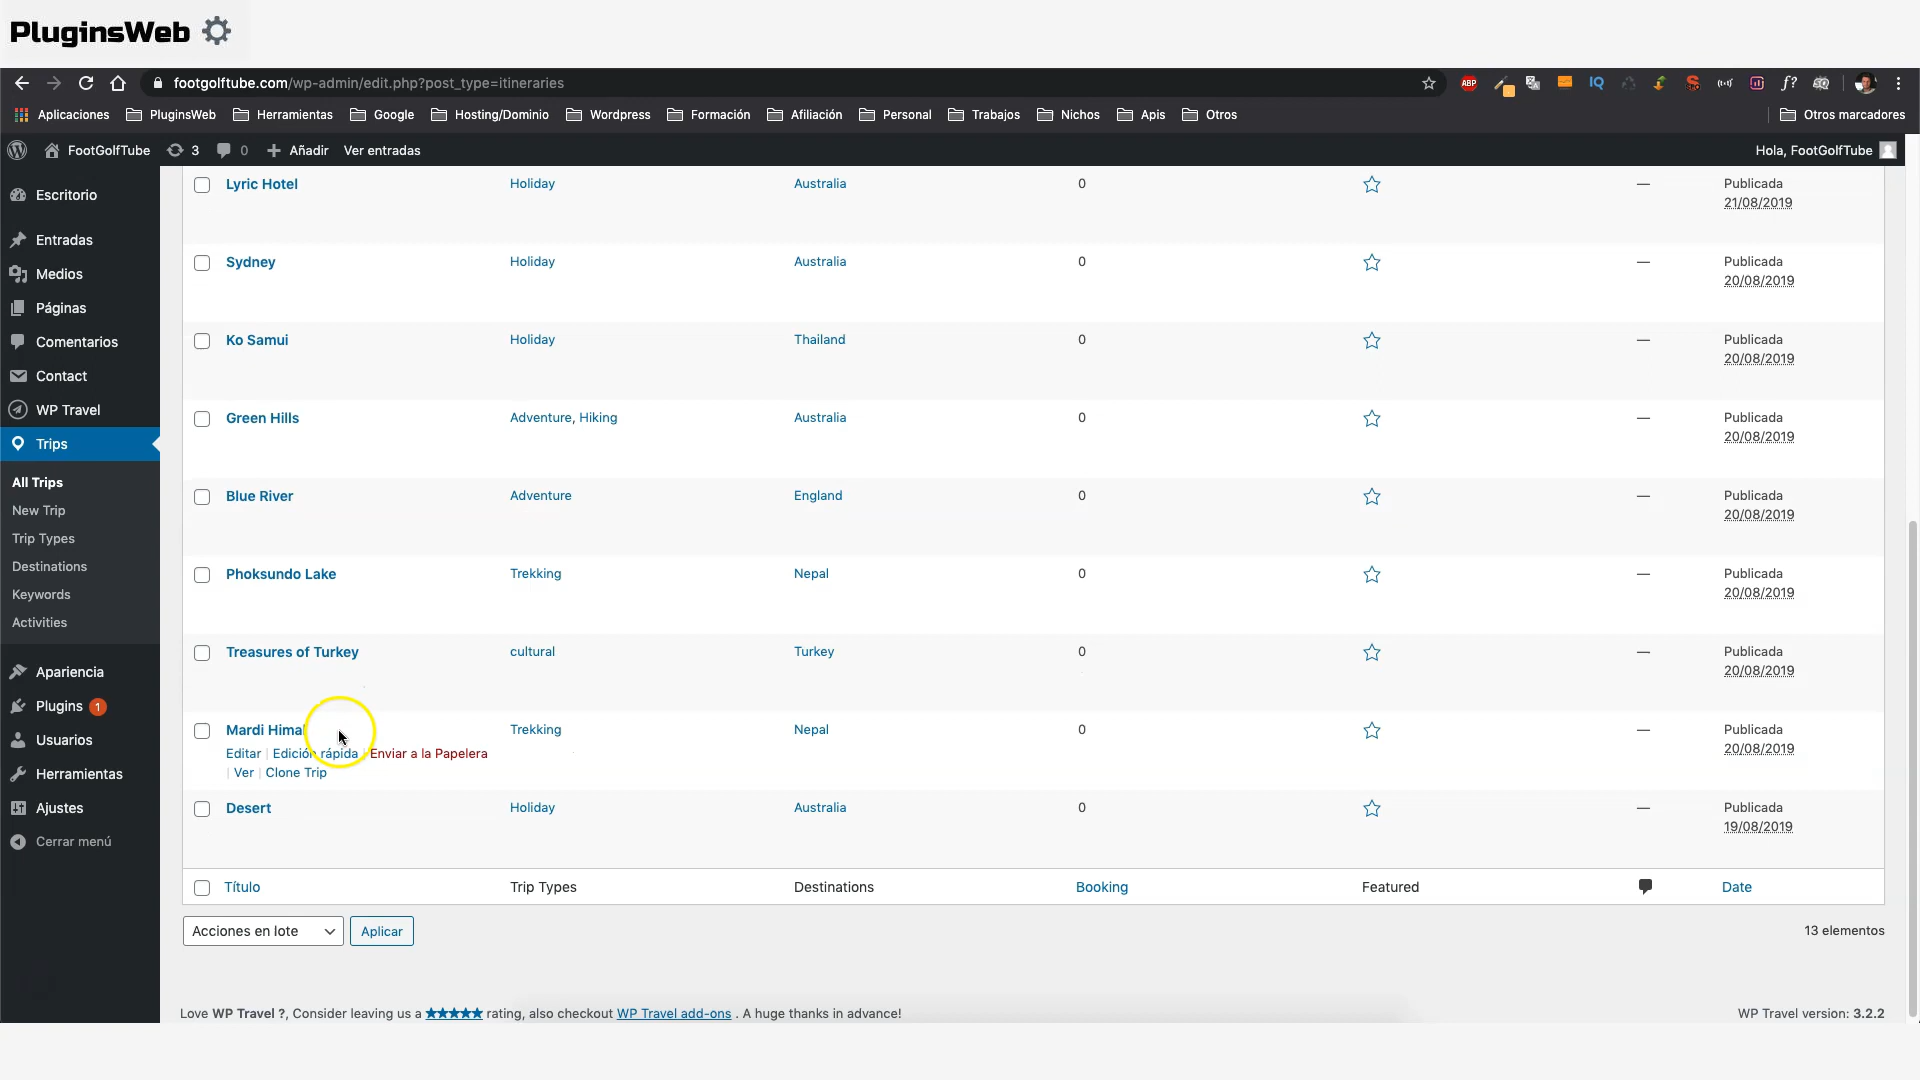 PluginsWeb
footgolftube.com/wp-admin/edit.php?post_type=itineraries
ABP IQ f?
Aplicaciones PluginsWeb Herramientas Google Hosting/Dominio Wordpress Formación Afiliación Personal Trabajos Nichos Apis Otros Otros marcadores
FootGolfTube 3 0 Añadir Ver entradas Hola, FootGolfTube
Escritorio
Entradas
Medios
Páginas
Comentarios
Contact
WP Travel
Trips
All Trips
New Trip
Trip Types
Destinations
Keywords
Activities
Apariencia
Plugins 1
Usuarios
Herramientas
Ajustes
Cerrar menú
Lyric Hotel Holiday Australia 0 — Publicada
21/08/2019
Sydney Holiday Australia 0 — Publicada
20/08/2019
Ko Samui Holiday Thailand 0 — Publicada
20/08/2019
Green Hills Adventure, Hiking Australia 0 — Publicada
20/08/2019
Blue River Adventure England 0 — Publicada
20/08/2019
Phoksundo Lake Trekking Nepal 0 — Publicada
20/08/2019
Treasures of Turkey cultural Turkey 0 — Publicada
20/08/2019
Mardi Himal Trekking Nepal 0 — Publicada
20/08/2019
Editar | Edición rápida | Enviar a la Papelera
| Ver | Clone Trip
Desert Holiday Australia 0 — Publicada
19/08/2019
Título Trip Types Destinations Booking Featured Date
Acciones en lote Aplicar 13 elementos
Love WP Travel ?, Consider leaving us a ★★★★★ rating, also checkout WP Travel add-ons . A huge thanks in advance! WP Travel version: 3.2.2